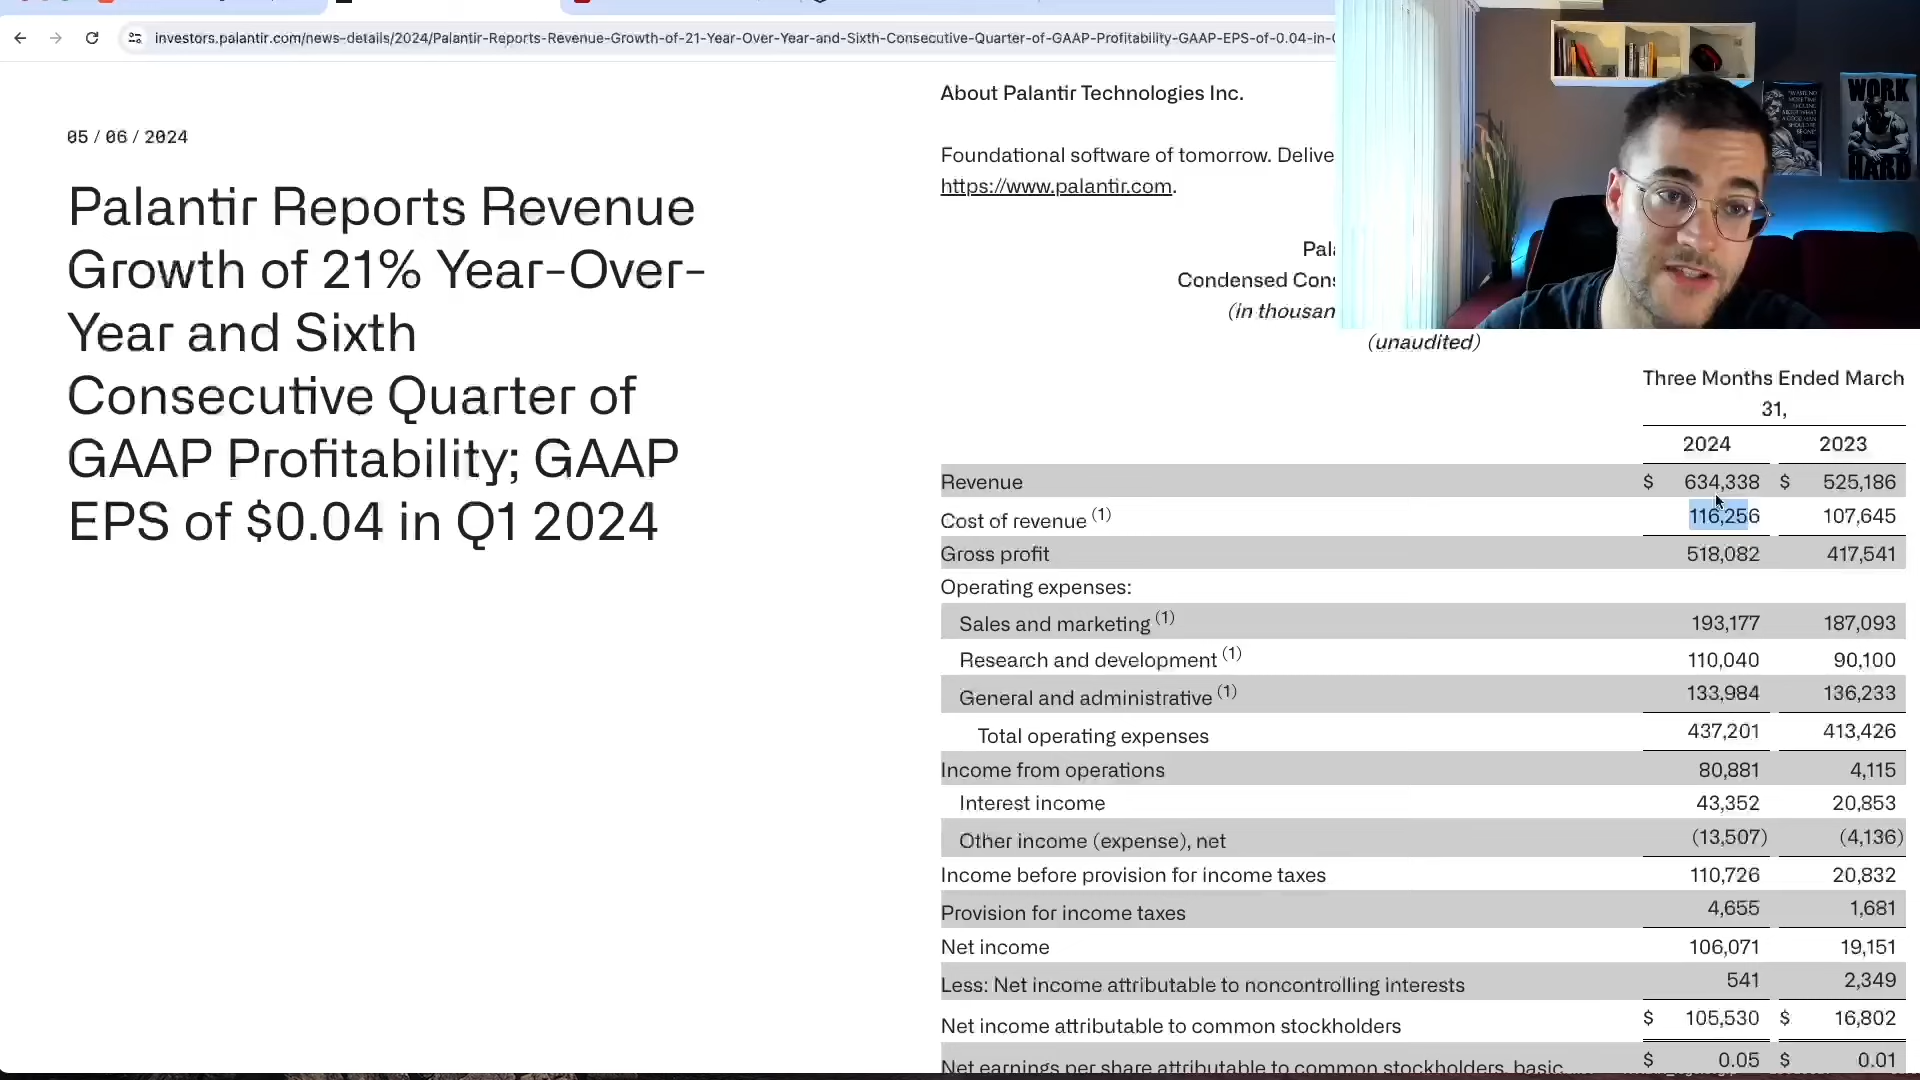 investors.palantir.com/news-details/2024/Palantir-Reports-Revenue-Growth-of-21-Year-Over-Year-and-Sixth-Consecutive-Quarter-of-GAAP-Profitability-GAAP-EPS-of-0.04-in-
05 / 06 / 2024
Palantir Reports Revenue
Growth of 21% Year-Over-
Year and Sixth
Consecutive Quarter of
GAAP Profitability; GAAP
EPS of $0.04 in Q1 2024
About Palantir Technologies Inc.
Foundational software of tomorrow. Delive
https://www.palantir.com.
Pala
Condensed Cons
(in thousan
(unaudited)
Three Months Ended March
31,
2024 2023
Revenue $ 634,338 $ 525,186
Cost of revenue (1) 116,256 107,645
Gross profit 518,082 417,541
Operating expenses:
Sales and marketing (1) 193,177 187,093
Research and development (1) 110,040 90,100
General and administrative (1) 133,984 136,233
Total operating expenses 437,201 413,426
Income from operations 80,881 4,115
Interest income 43,352 20,853
Other income (expense), net (13,507) (4,136)
Income before provision for income taxes 110,726 20,832
Provision for income taxes 4,655 1,681
Net income 106,071 19,151
Less: Net income attributable to noncontrolling interests 541 2,349
Net income attributable to common stockholders $ 105,530 $ 16,802
Net earnings per share attributable to common stockholders, basic $ 0.05 $ 0.01
WORK
HARD